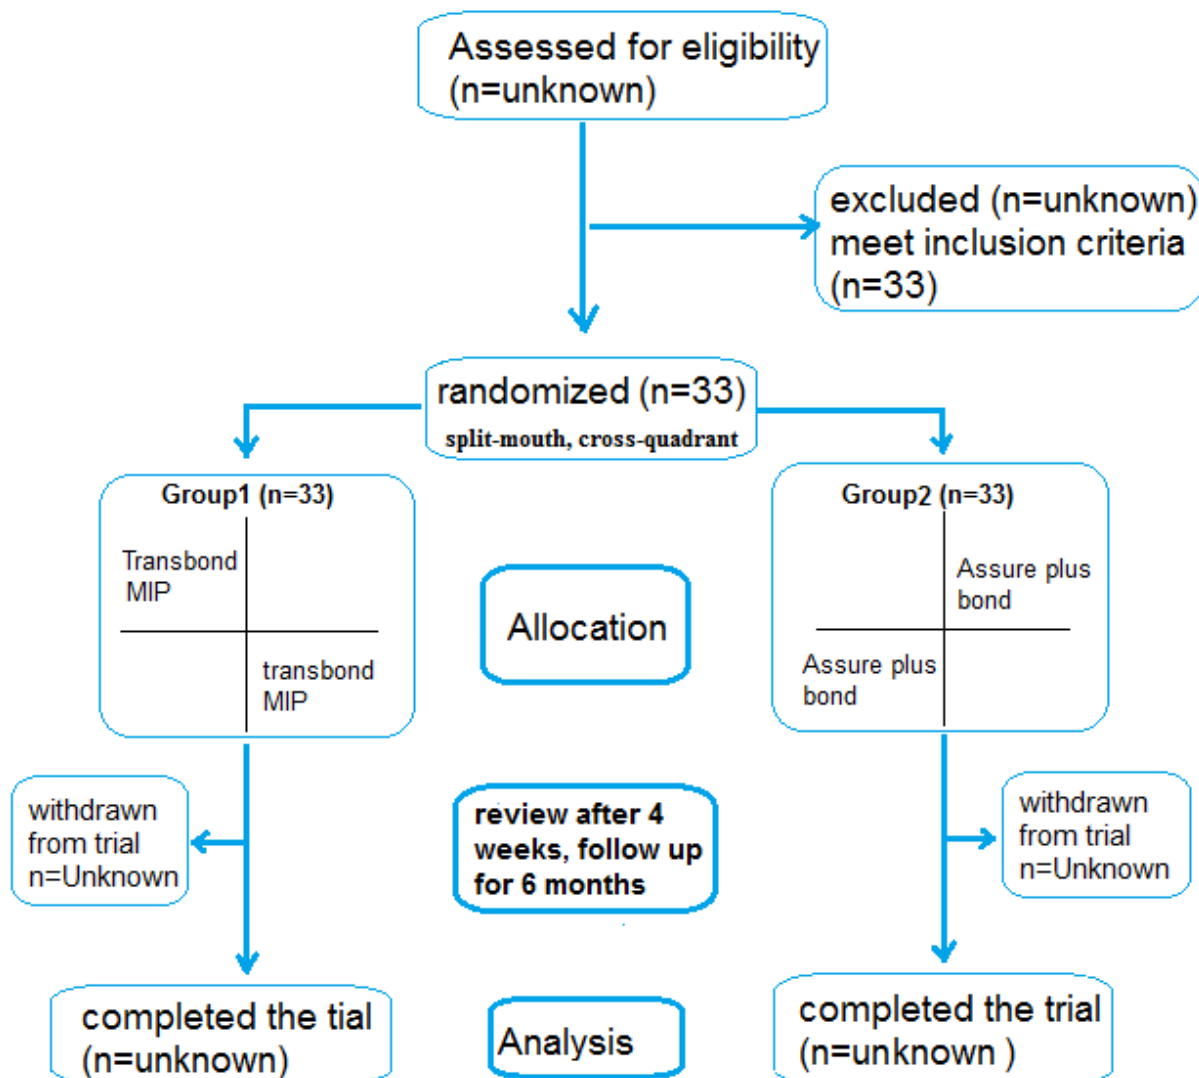 Assessed for eligibility
(n=unknown)
excluded (n=unknown)
meet inclusion criteria
(n=33)
randomized (n=33)
split-mouth, cross-quadrant
Group1 (n=33)
Transbond
MIP
transbond
MIP
Allocation
Group2 (n=33)
Assure plus
bond
Assure plus
bond
withdrawn
from trial
n=Unknown
review after 4
weeks, follow up
for 6 months
withdrawn
from trial
n=Unknown
completed the tial
(n=unknown)
Analysis
completed the trial
(n=unknown )